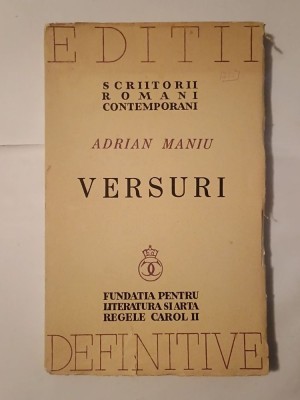 EDITII
SCRIITORII
ROMANI
CONTEMPORANI
ADRIAN MANIU
VERSURI
FUNDATIA PENTRU
LITERATURA SI ARTA
REGELE CAROL II
DEFINITIVE